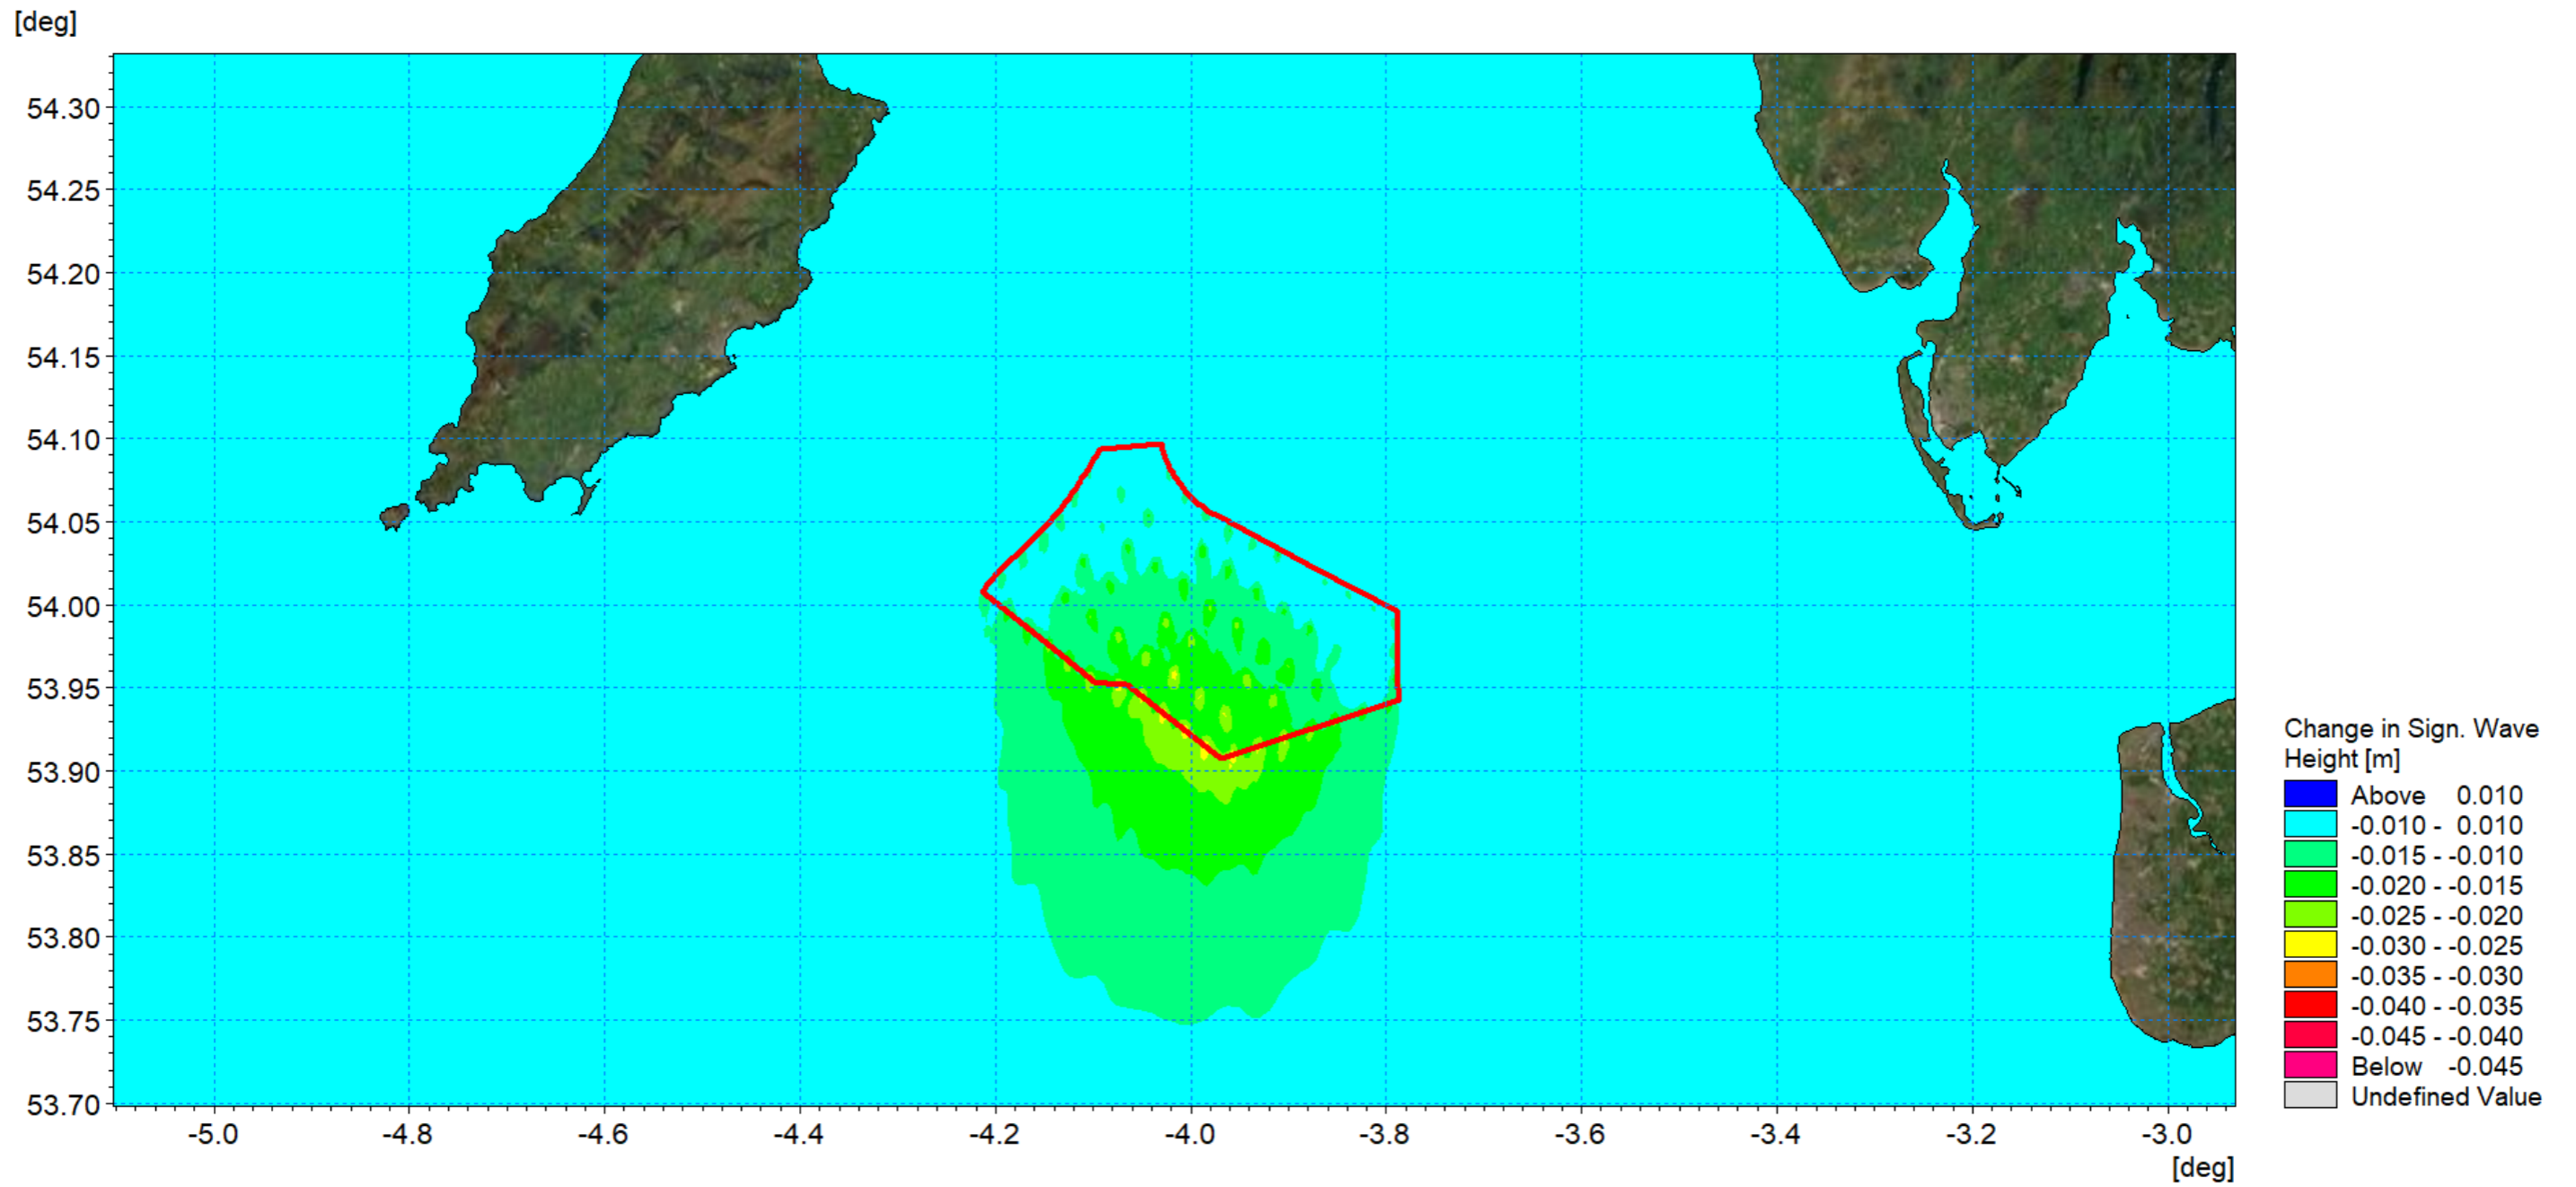 [deg]
54.30
54.25
54.20
54.15
54.10
54.05
54.00
53.95
53.90
53.85
53.80
53.75
53.70
-5.0 -4.8 -4.6 -4.4 -4.2 -4.0 -3.8 -3.6 -3.4 -3.2 -3.0
[deg]
Change in Sign. Wave
Height [m]
Above 0.010
-0.010 - 0.010
-0.015 - -0.010
-0.020 - -0.015
-0.025 - -0.020
-0.030 - -0.025
-0.035 - -0.030
-0.040 - -0.035
-0.045 - -0.040
Below -0.045
Undefined Value